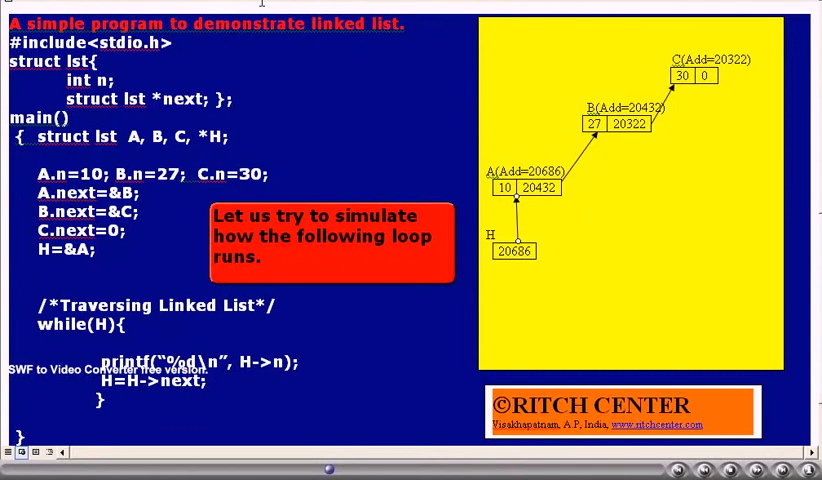 A simple program to demonstrate linked list.
#include<stdio.h>
struct lst{
int n;
struct lst *next; };
main()
{ struct lst A, B, C, *H;
A.n=10; B.n=27; C.n=30;
A.next=&B;
B.next=&C;
C.next=0;
H=&A;
/*Traversing Linked List*/
while(H){
printf("%d\n", H->n);
SWF to Video Converter free version.
H=H->next;
}
}
Let us try to simulate
how the following loop
runs.
C(Add=20322)
30 0
B(Add=20432)
27 20322
A(Add=20686)
10 20432
H
20686
©RITCH CENTER
Visakhapatnam, A.P, India, www.ritchcenter.com